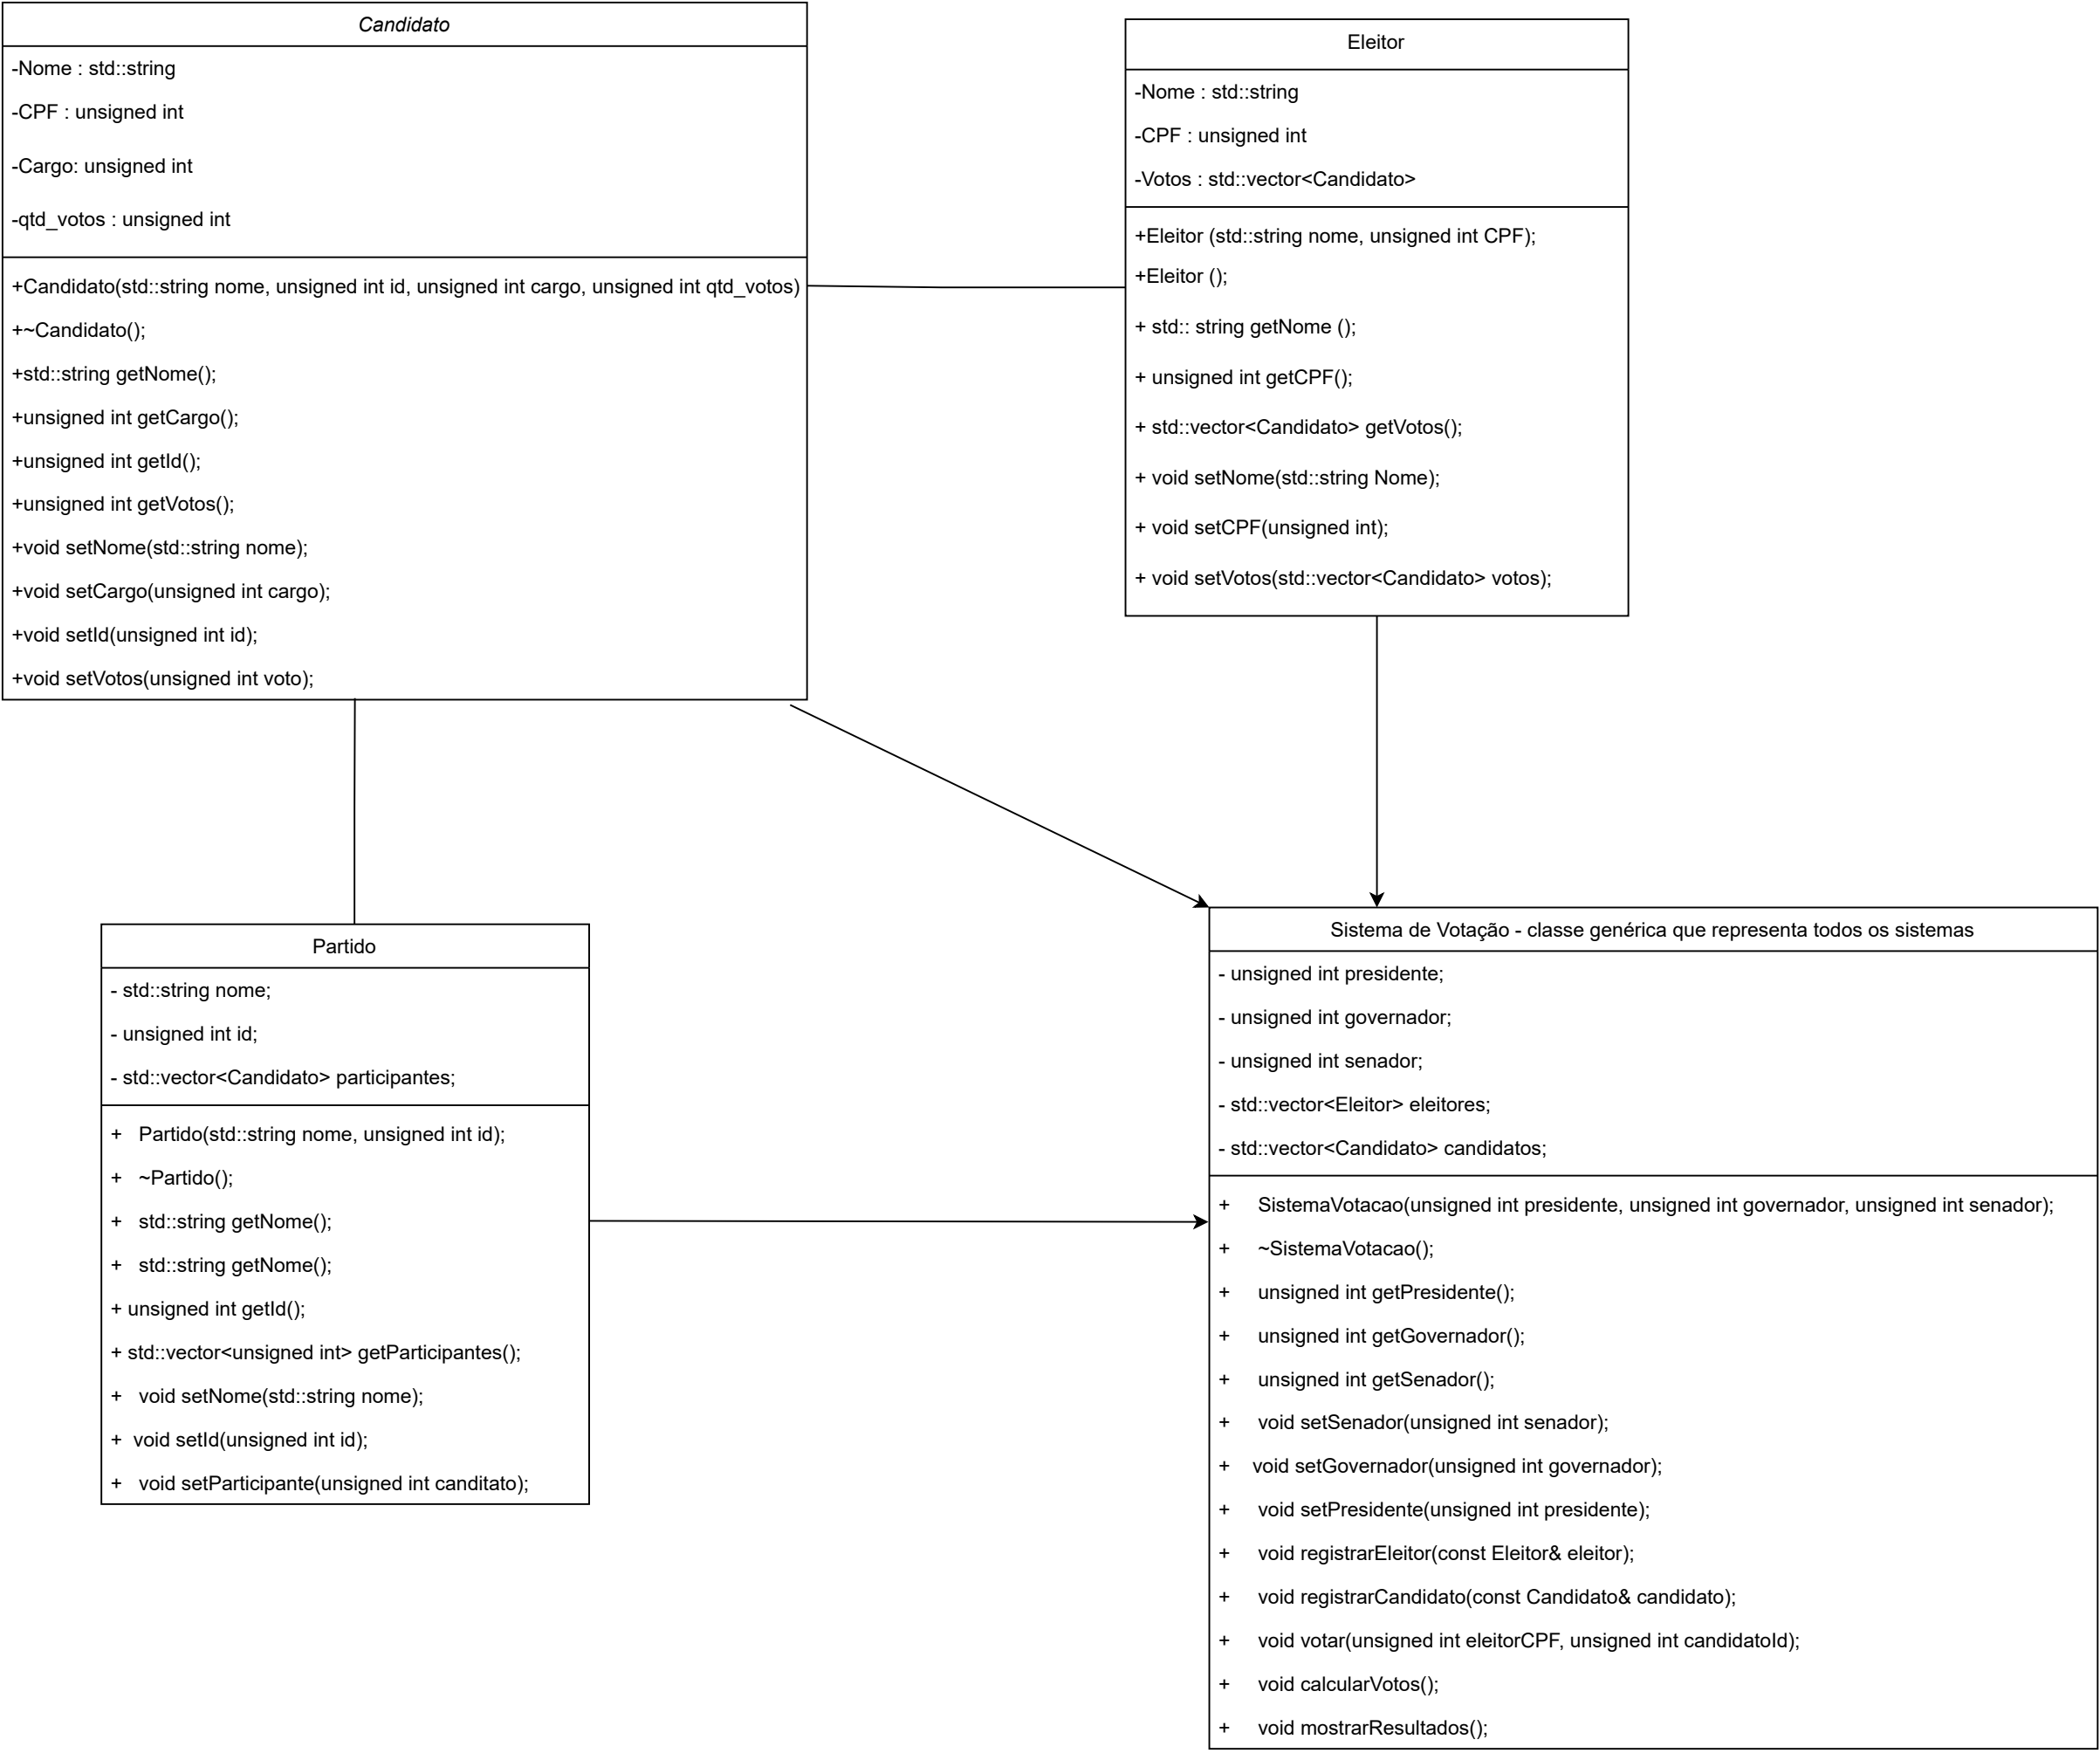 Candidato
-Nome : std::string
-CPF : unsigned int
-Cargo: unsigned int
-qtd_votos : unsigned int
+Candidato(std::string nome, unsigned int id, unsigned int cargo, unsigned int qtd_votos)
+~Candidato();
+std::string getNome();
+unsigned int getCargo();
+unsigned int getId();
+unsigned int getVotos();
+void setNome(std::string nome);
+void setCargo(unsigned int cargo);
+void setId(unsigned int id);
+void setVotos(unsigned int voto);
Eleitor
-Nome : std::string
-CPF : unsigned int
-Votos : std::vector<Candidato>
+Eleitor (std::string nome, unsigned int CPF);
+Eleitor ();
+ std:: string getNome ();
+ unsigned int getCPF();
+ std::vector<Candidato> getVotos();
+ void setNome(std::string Nome);
+ void setCPF(unsigned int);
+ void setVotos(std::vector<Candidato> votos);
Partido
- std::string nome;
- unsigned int id;
- std::vector<Candidato> participantes;
+ Partido(std::string nome, unsigned int id);
+ ~Partido();
+ std::string getNome();
+ std::string getNome();
+ unsigned int getId();
+ std::vector<unsigned int> getParticipantes();
+ void setNome(std::string nome);
+ void setId(unsigned int id);
+ void setParticipante(unsigned int canditato);
Sistema de Votação - classe genérica que representa todos os sistemas
- unsigned int presidente;
- unsigned int governador;
- unsigned int senador;
- std::vector<Eleitor> eleitores;
- std::vector<Candidato> candidatos;
+ SistemaVotacao(unsigned int presidente, unsigned int governador, unsigned int senador);
+ ~SistemaVotacao();
+ unsigned int getPresidente();
+ unsigned int getGovernador();
+ unsigned int getSenador();
+ void setSenador(unsigned int senador);
+ void setGovernador(unsigned int governador);
+ void setPresidente(unsigned int presidente);
+ void registrarEleitor(const Eleitor& eleitor);
+ void registrarCandidato(const Candidato& candidato);
+ void votar(unsigned int eleitorCPF, unsigned int candidatoId);
+ void calcularVotos();
+ void mostrarResultados();